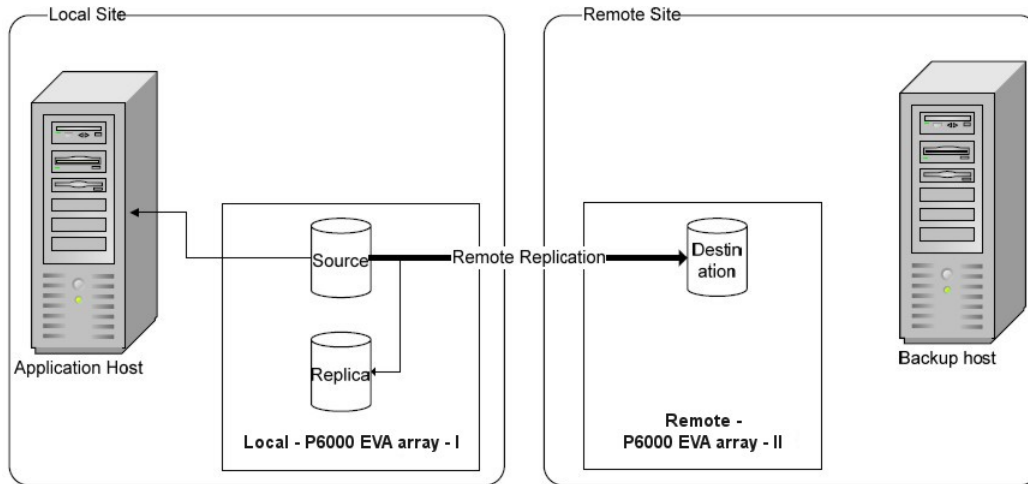 Local Site
Remote Site
Source
Remote Replication
Destin
ation
Application Host
Replica
Backup host
Local - P6000 EVA array - I
Remote -
P6000 EVA array - II